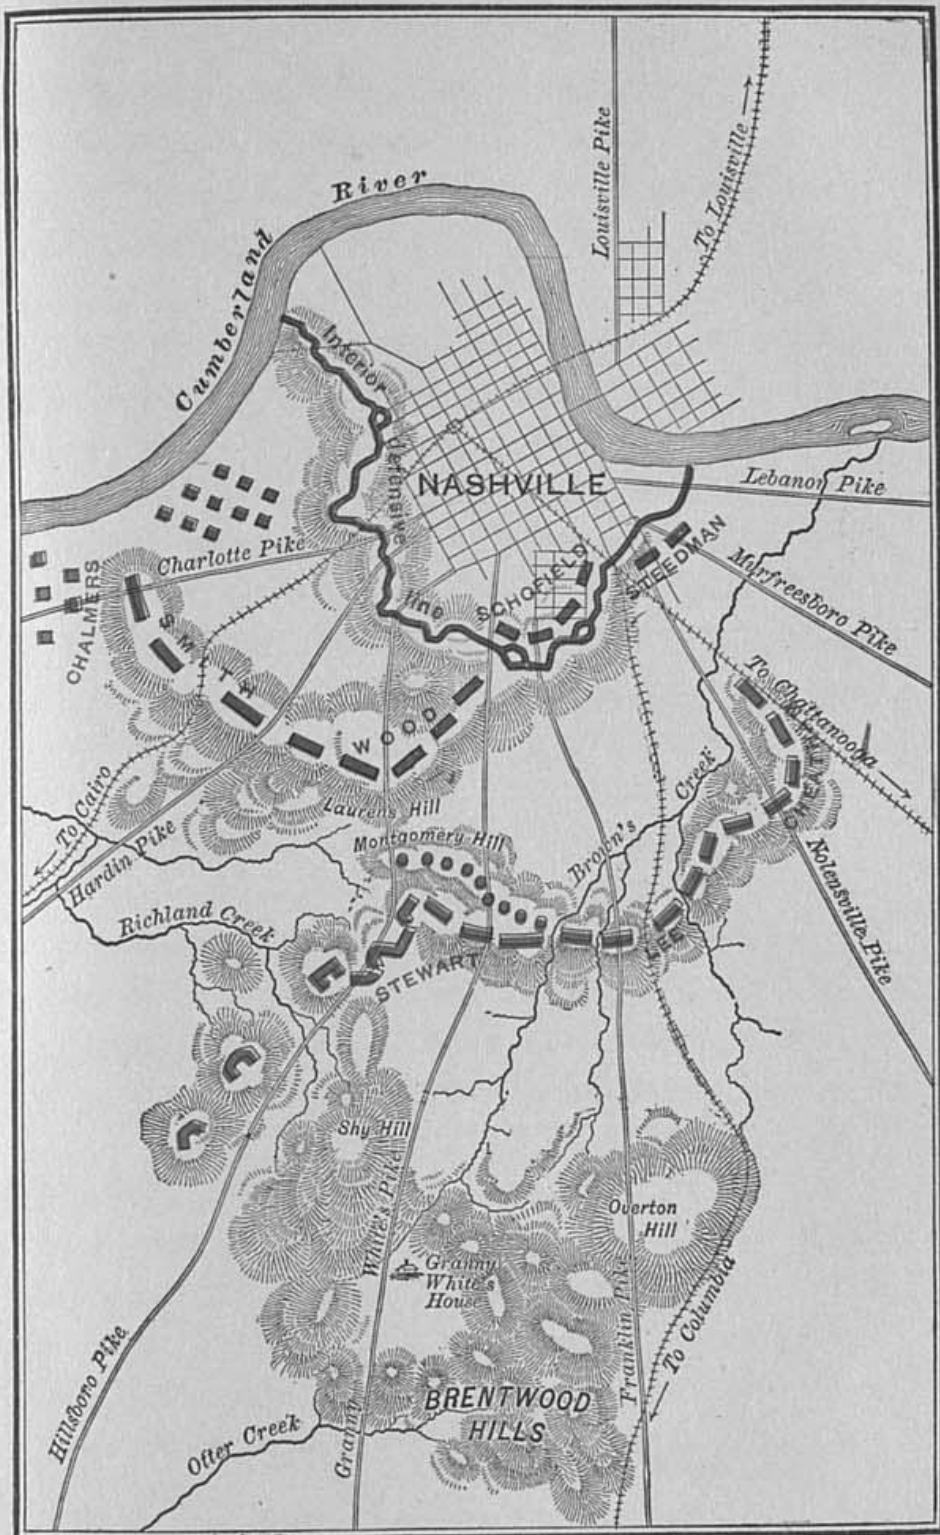 Cumberland River
Louisville Pike
To Louisville
Interior defensive line
NASHVILLE
Lebanon Pike
Murfreesboro Pike
STEEDMAN
SCHOFIELD
Charlotte Pike
CHALMERS
SMITH
WOOD
To Chattanooga
CHEATHAM
To Cairo
Hardin Pike
Laurens Hill
Montgomery Hill
Brown's Creek
Nolensville Pike
Richland Creek
STEWART
LEE
Shy Hill
Overton
Hill
Granny White's Pike
Granny
White's
House
Franklin Pike
To Columbia
Hillsboro Pike
BRENTWOOD
HILLS
Otter Creek